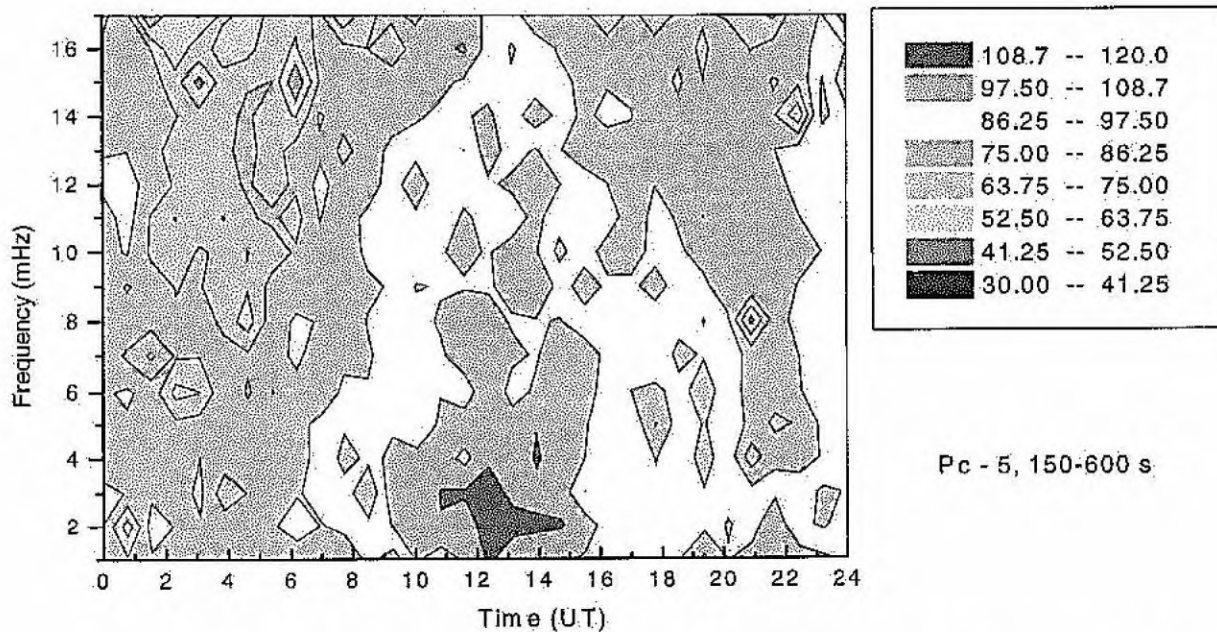 108.7 -- 120.0
97.50 -- 108.7
86.25 -- 97.50
75.00 -- 86.25
63.75 -- 75.00
52.50 -- 63.75
41.25 -- 52.50
30.00 -- 41.25
Pc - 5, 150-600 s
Frequency (mHz)
16
14
12
10
8
6
4
2
0 2 4 6 8 10 12 14 16 18 20 22 24
Time (UT)